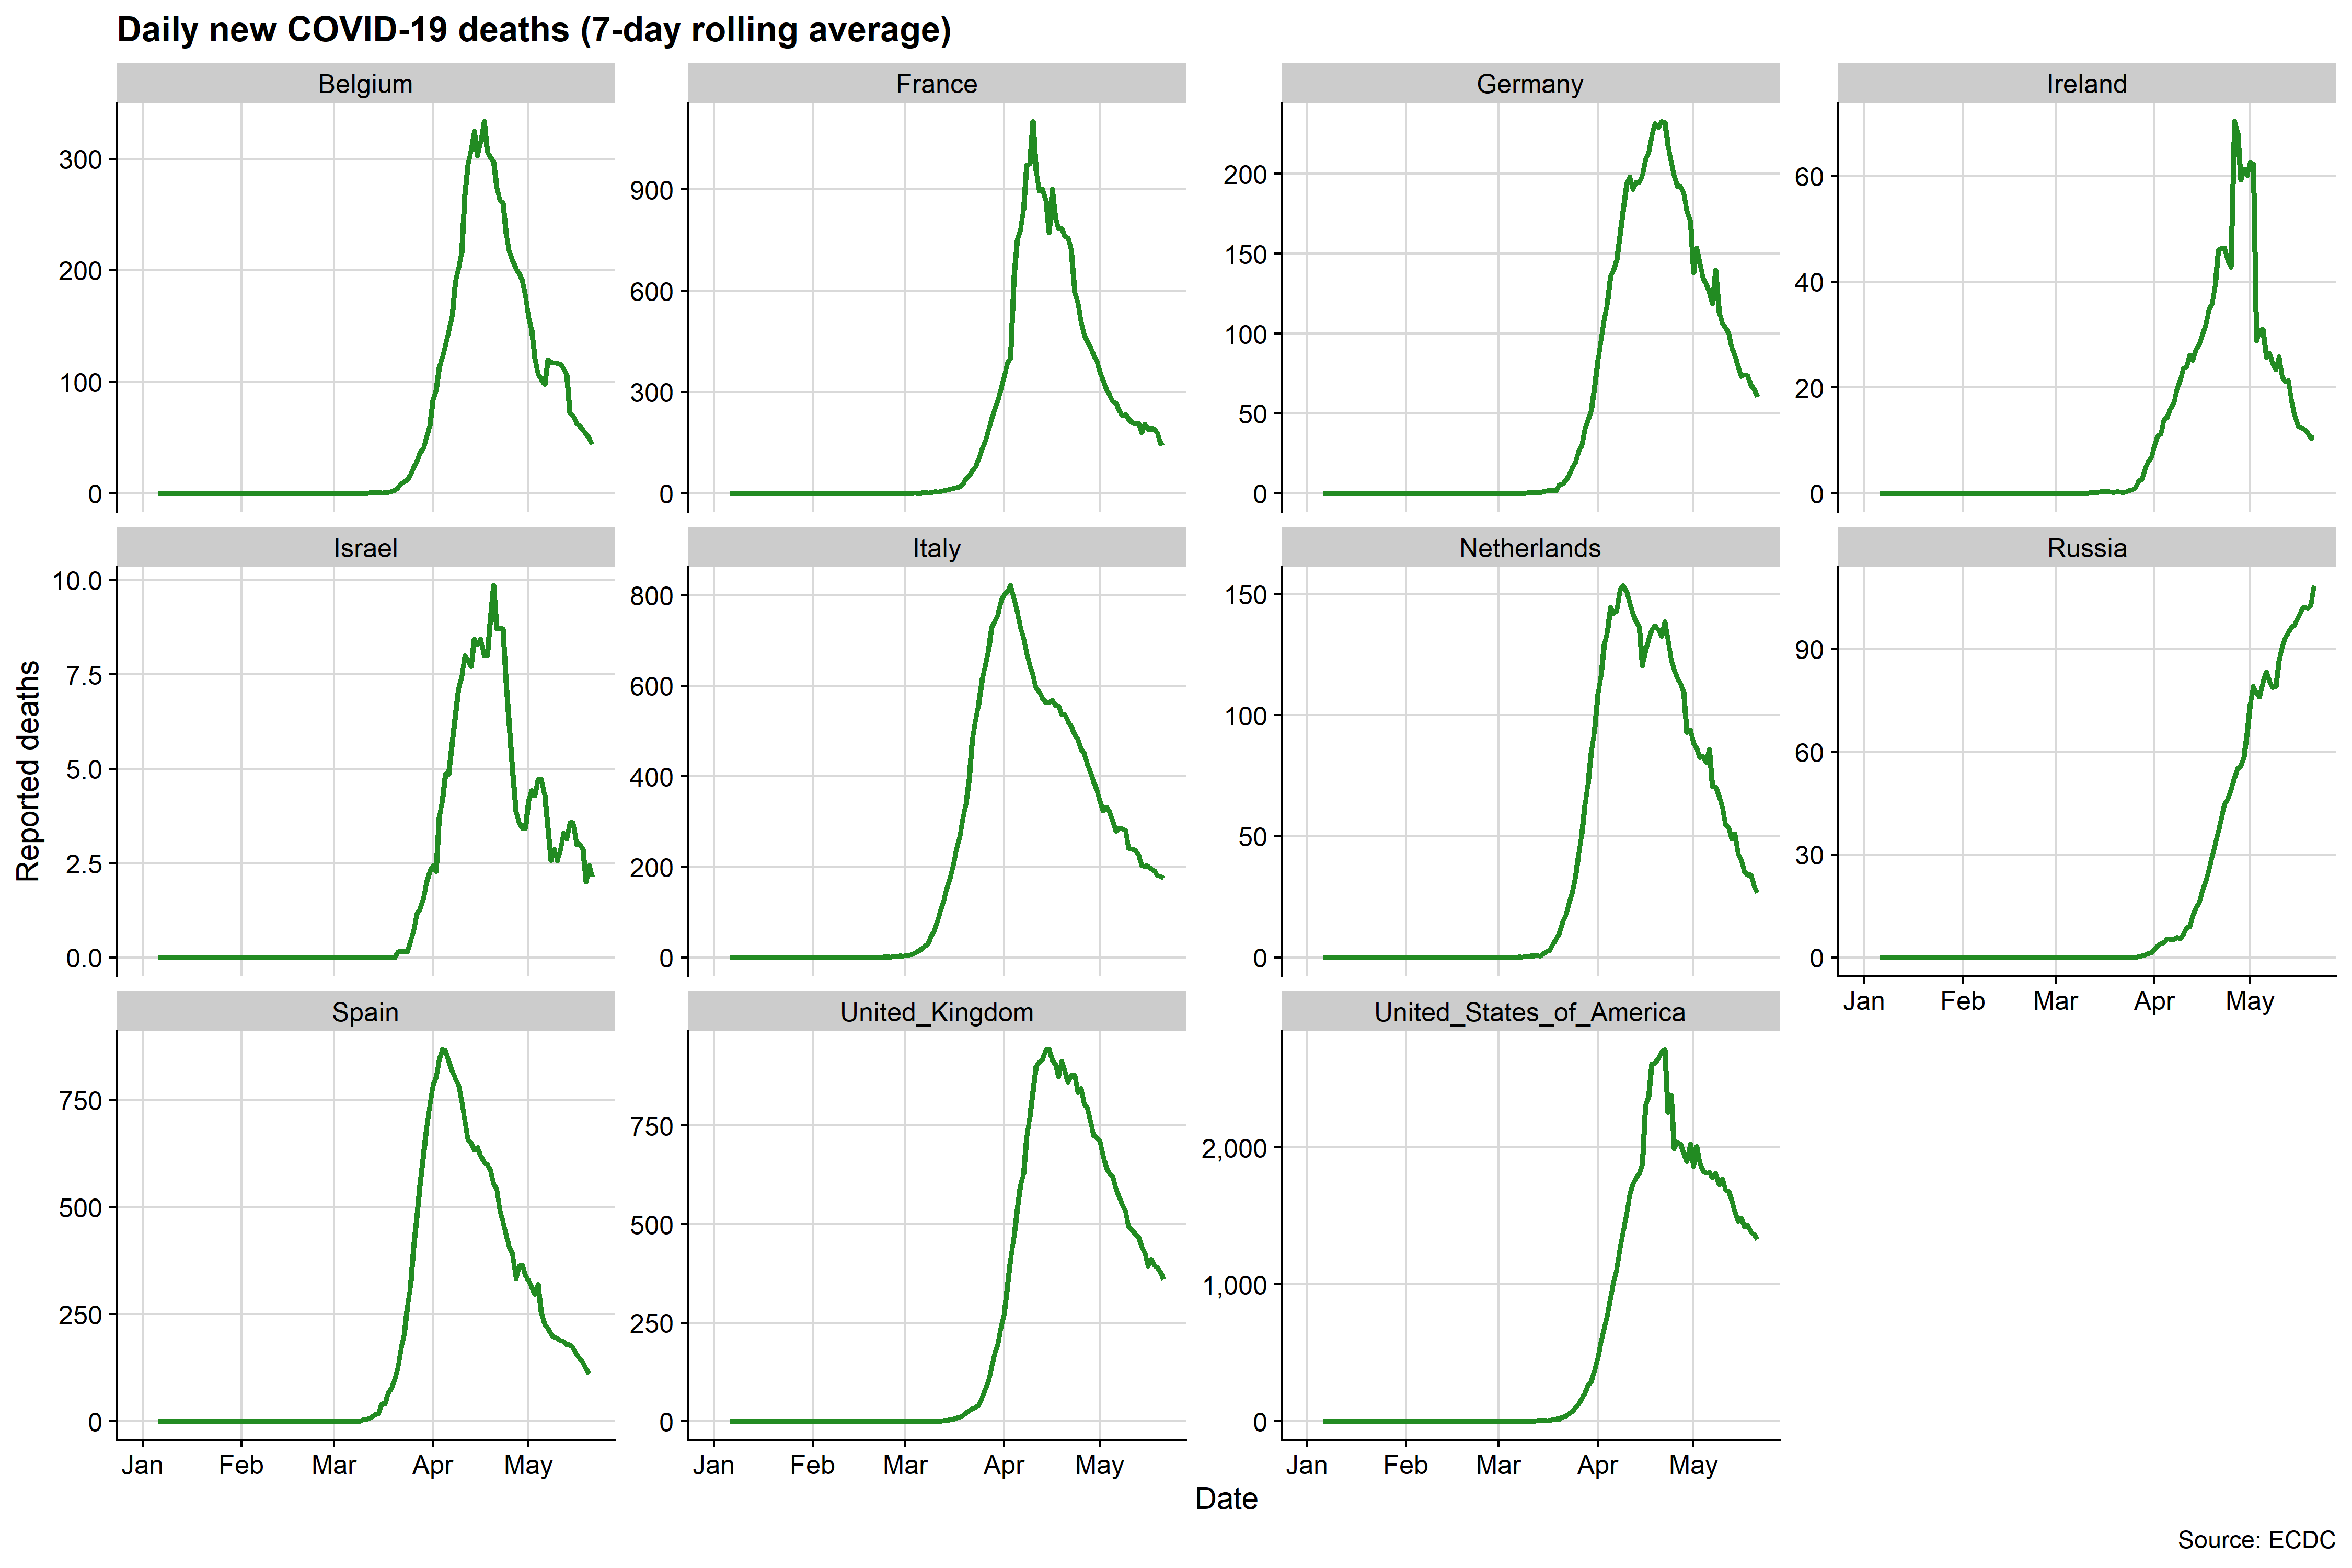 Daily new COVID-19 deaths (7-day rolling average)
Belgium
France
Germany
Ireland
300
200
100
0
900
600
300
0
200
150
100
50
0
60
40
20
0
Israel
Italy
Netherlands
Russia
10.0
7.5
5.0
2.5
0.0
800
600
400
200
0
150
100
50
0
90
60
30
0
Jan Feb Mar Apr May
Reported deaths
Spain
United_Kingdom
United_States_of_America
750
500
250
0
750
500
250
0
2,000
1,000
0
Jan Feb Mar Apr May
Jan Feb Mar Apr May
Jan Feb Mar Apr May
Date
Source: ECDC